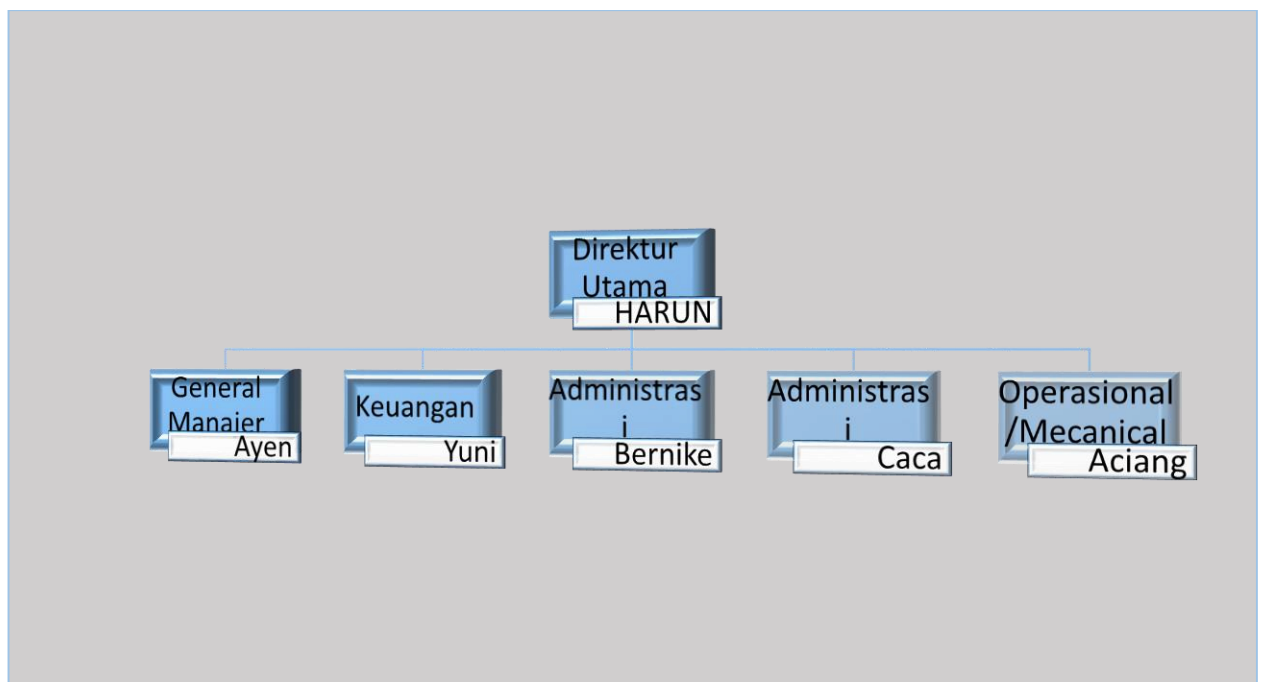 Direktur
Utama
HARUN
General
Manajer
Ayen
Keuangan
Yuni
Administras
i
Bernike
Administras
i
Caca
Operasional
/Mecanical
Aciang